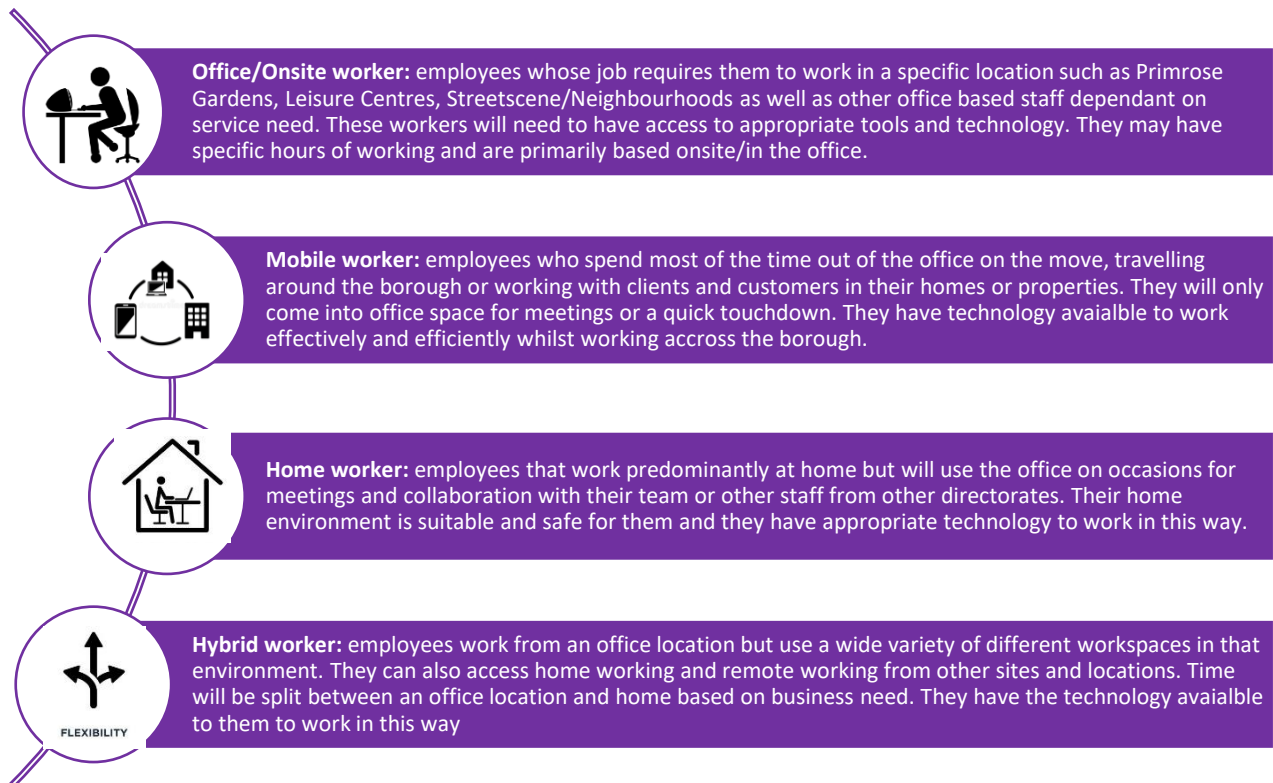 Office/Onsite worker: employees whose job requires them to work in a specific location such as Primrose
Gardens, Leisure Centres, Streetscene/Neighbourhoods as well as other office based staff dependant on
service need. These workers will need to have access to appropriate tools and technology. They may have
specific hours of working and are primarily based onsite/in the office.
Mobile worker: employees who spend most of the time out of the office on the move, travelling
around the borough or working with clients and customers in their homes or properties. They will only
come into office space for meetings or a quick touchdown. They have technology avaialble to work
effectively and efficiently whilst working accross the borough.
Home worker: employees that work predominantly at home but will use the office on occasions for
meetings and collaboration with their team or other staff from other directorates. Their home
environment is suitable and safe for them and they have appropriate technology to work in this way.
Hybrid worker: employees work from an office location but use a wide variety of different workspaces in that
environment. They can also access home working and remote working from other sites and locations. Time
will be split between an office location and home based on business need. They have the technology avaialble
to them to work in this way
FLEXIBILITY